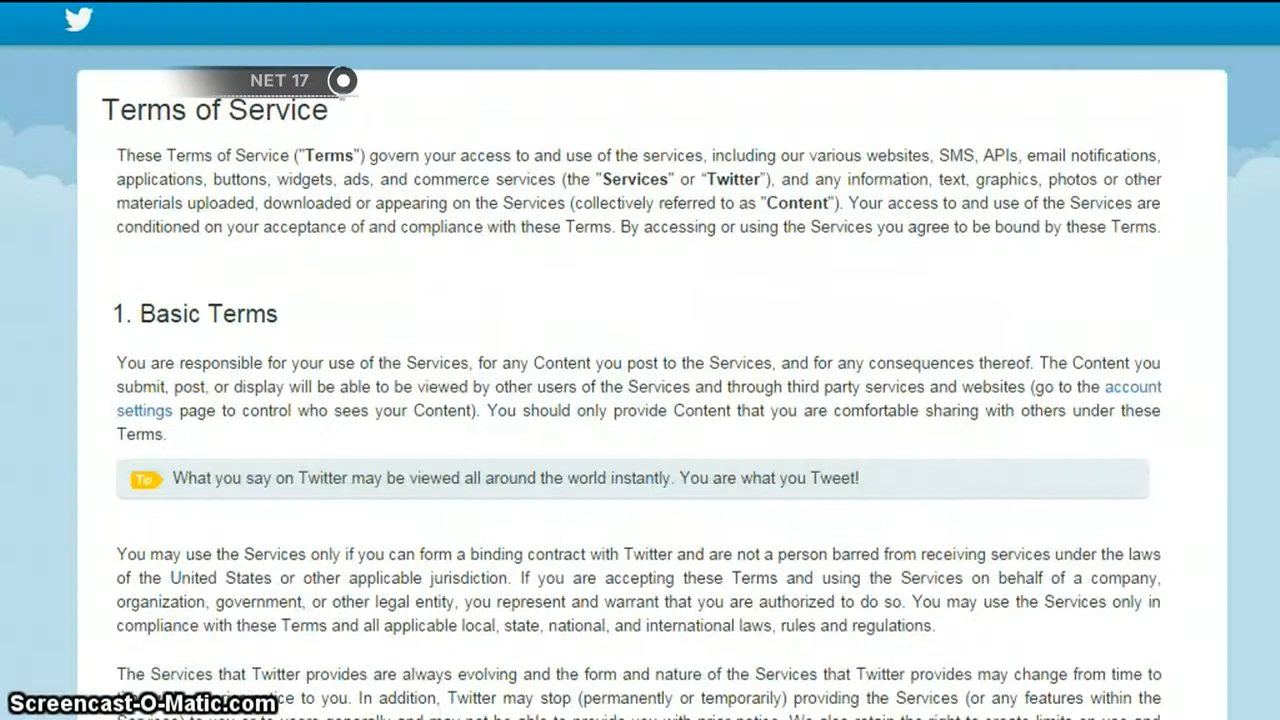 NET 17
Terms of Service
These Terms of Service ("Terms") govern your access to and use of the services, including our various websites, SMS, APIs, email notifications,
applications, buttons, widgets, ads, and commerce services (the "Services" or “Twitter”), and any information, text, graphics, photos or other
materials uploaded, downloaded or appearing on the Services (collectively referred to as "Content"). Your access to and use of the Services are
conditioned on your acceptance of and compliance with these Terms. By accessing or using the Services you agree to be bound by these Terms.
1. Basic Terms
You are responsible for your use of the Services, for any Content you post to the Services, and for any consequences thereof. The Content you
submit, post, or display will be able to be viewed by other users of the Services and through third party services and websites (go to the account
settings page to control who sees your Content). You should only provide Content that you are comfortable sharing with others under these
Terms.
Tip What you say on Twitter may be viewed all around the world instantly. You are what you Tweet!
You may use the Services only if you can form a binding contract with Twitter and are not a person barred from receiving services under the laws
of the United States or other applicable jurisdiction. If you are accepting these Terms and using the Services on behalf of a company,
organization, government, or other legal entity, you represent and warrant that you are authorized to do so. You may use the Services only in
compliance with these Terms and all applicable local, state, national, and international laws, rules and regulations.
The Services that Twitter provides are always evolving and the form and nature of the Services that Twitter provides may change from time to
to you. In addition, Twitter may stop (permanently or temporarily) providing the Services (or any features within the
Screencast-O-Matic.com